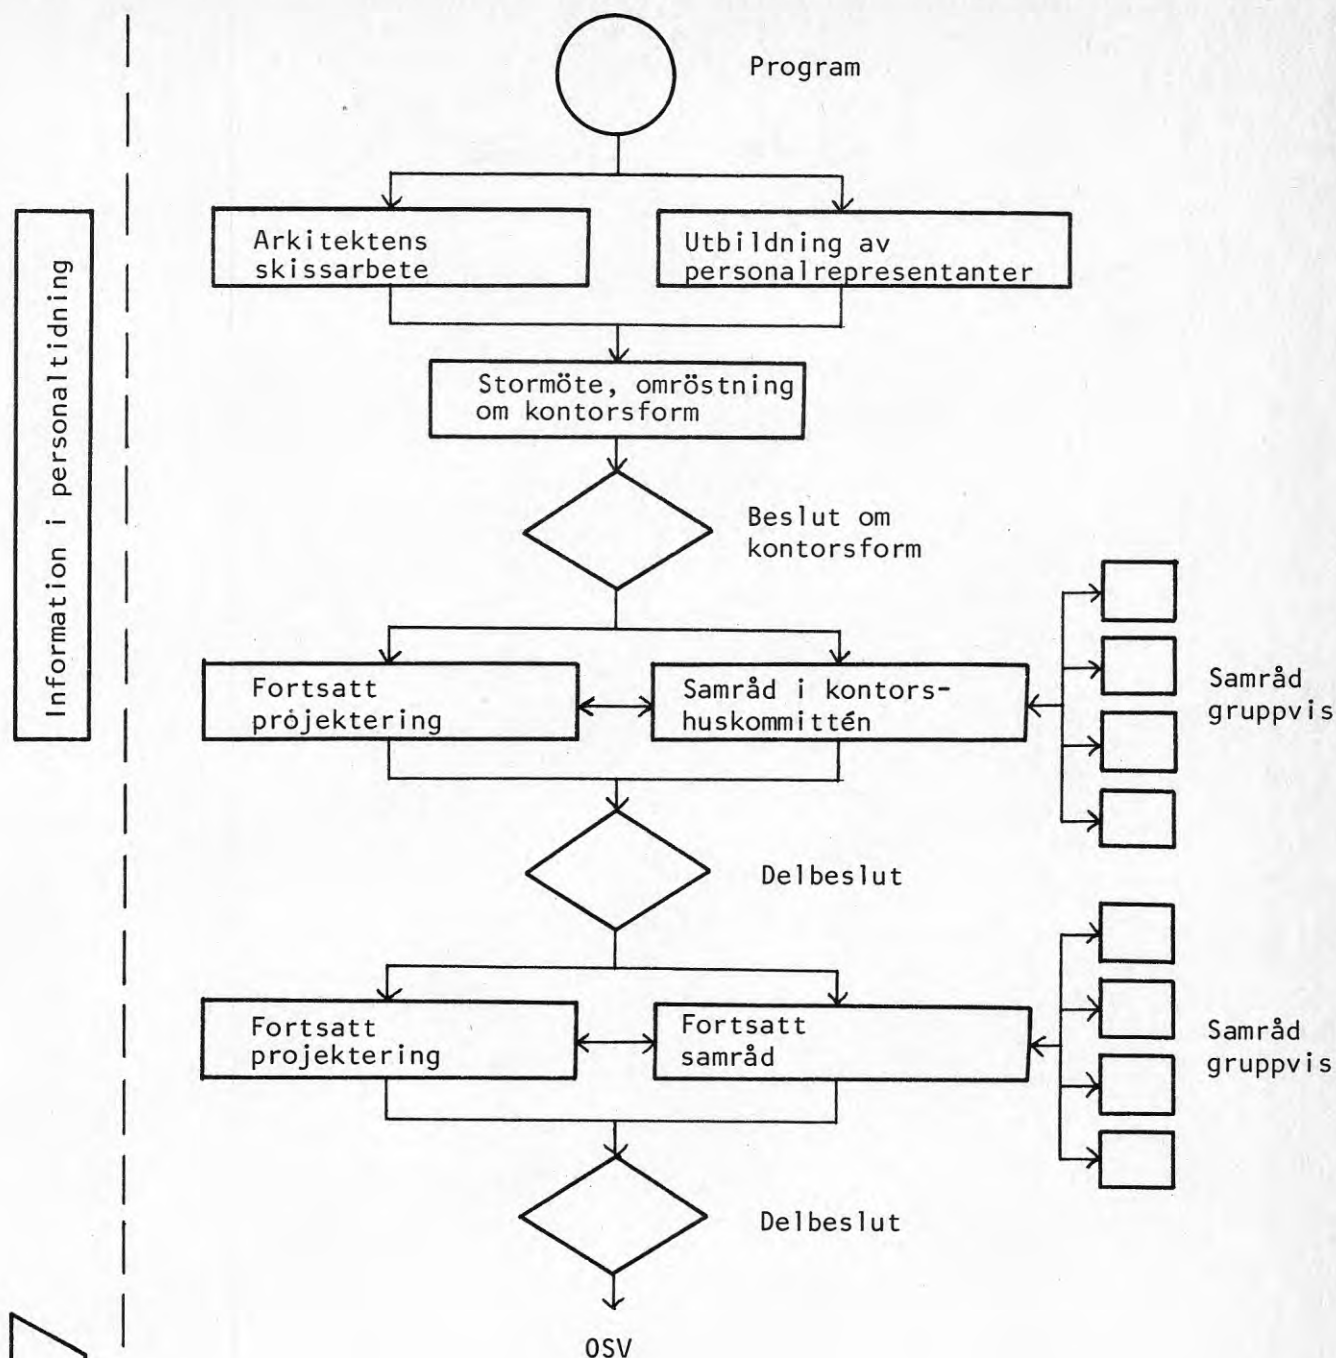 Program
Information i personaltidning
Arkitektens
skissarbete
Utbildning av
personalrepresentanter
Stormöte, omröstning
om kontorsform
Beslut om
kontorsform
Fortsatt
projektering
Samråd i kontors-
huskommittén
Samråd
gruppvis
Delbeslut
Fortsatt
projektering
Fortsatt
samråd
Samråd
gruppvis
Delbeslut
OSV